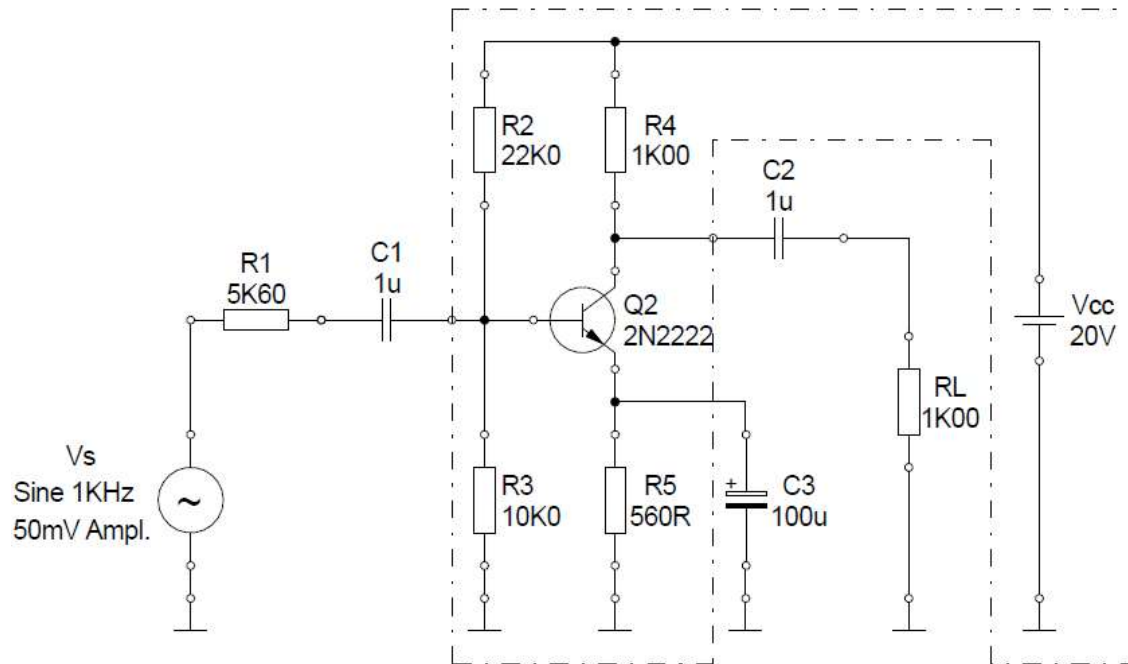 R2
22K0
R4
1K00
C2
1u
R1
5K60
C1
1u
Q2
2N2222
Vcc
20V
RL
1K00
Vs
Sine 1KHz
50mV Ampl.
~
R3
10K0
R5
560R
+
C3
100u